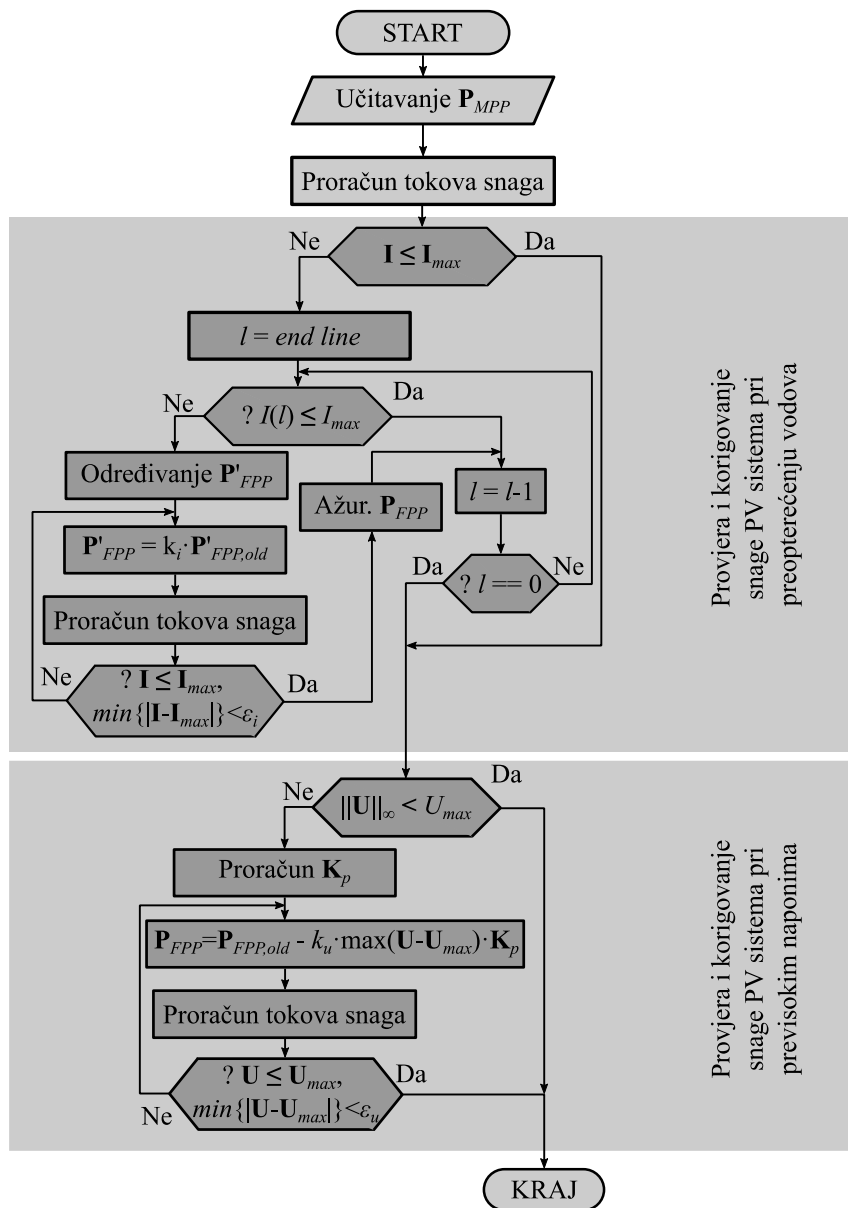 START
Učitavanje P_MPP
Proračun tokova snaga
Ne
I ≤ I_max
Da
l = end line
Ne
? I(l) ≤ I_max
Da
Određivanje P'_FPP
Ažur. P_FPP
l = l-1
P'_FPP = k_i·P'_FPP,old
Da
? l == 0
Ne
Proračun tokova snaga
Ne
? I ≤ I_max,
min{|I-I_max|}<ε_i
Da
Provjera i korigovanje
snage PV sistema pri
preopterećenju vodova
Ne
||U||_∞ < U_max
Da
Proračun K_p
P_FPP=P_FPP,old - k_u·max(U-U_max)·K_p
Proračun tokova snaga
Ne
? U ≤ U_max,
min{|U-U_max|}<ε_u
Da
Provjera i korigovanje
snage PV sistema pri
previsokim naponima
KRAJ